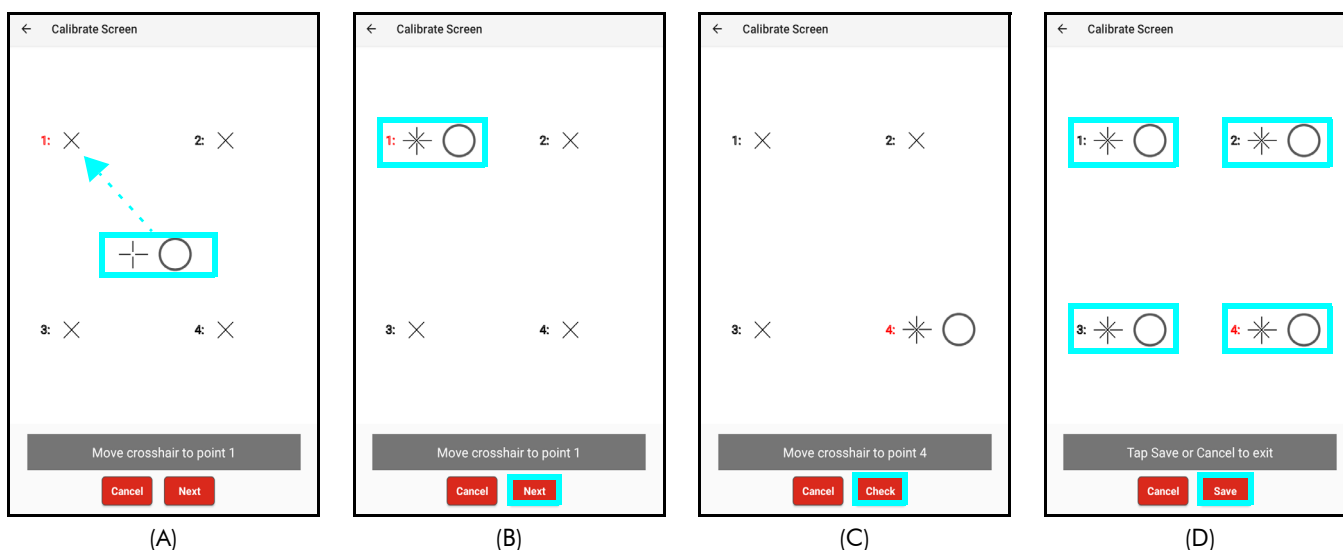 ← Calibrate Screen
1:
2:
3:
4:
Move crosshair to point 1
Cancel Next
(A)
← Calibrate Screen
1:
2:
3:
4:
Move crosshair to point 1
Cancel Next
(B)
← Calibrate Screen
1:
2:
3:
4:
Move crosshair to point 4
Cancel Check
(C)
← Calibrate Screen
1:
2:
3:
4:
Tap Save or Cancel to exit
Cancel Save
(D)